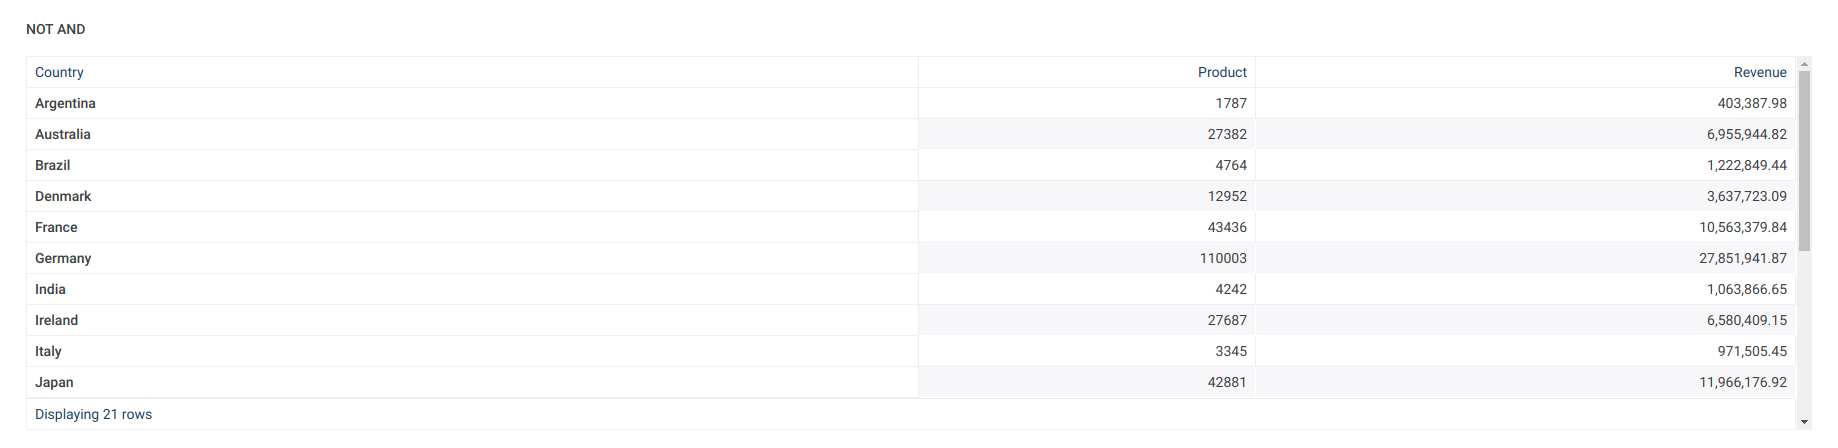 NOT AND
Country Product Revenue
Argentina 1787 403,387.98
Australia 27382 6,955,944.82
Brazil 4764 1,222,849.44
Denmark 12952 3,637,723.09
France 43436 10,563,379.84
Germany 110003 27,851,941.87
India 4242 1,063,866.65
Ireland 27687 6,580,409.15
Italy 3345 971,505.45
Japan 42881 11,966,176.92
Displaying 21 rows